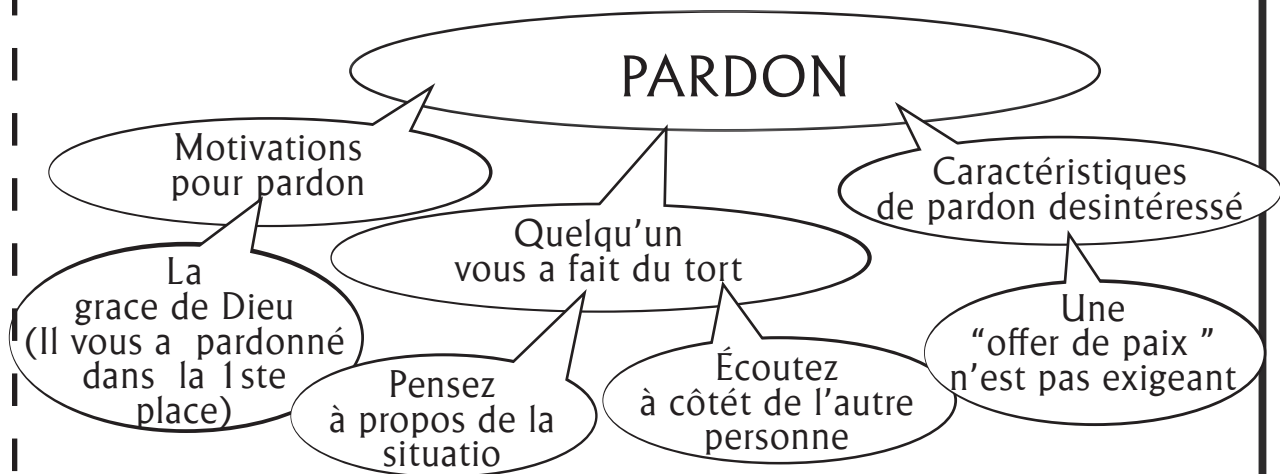 PARDON
Motivations
pour pardon
Caractéristiques
de pardon desintéressé
Quelqu'un
vous a fait du tort
La
grace de Dieu
(Il vous a pardonné
dans la 1ste
place)
Pensez
à propos de la
situatio
Écoutez
à côtét de l'autre
personne
Une
“offer de paix ”
n'est pas exigeant